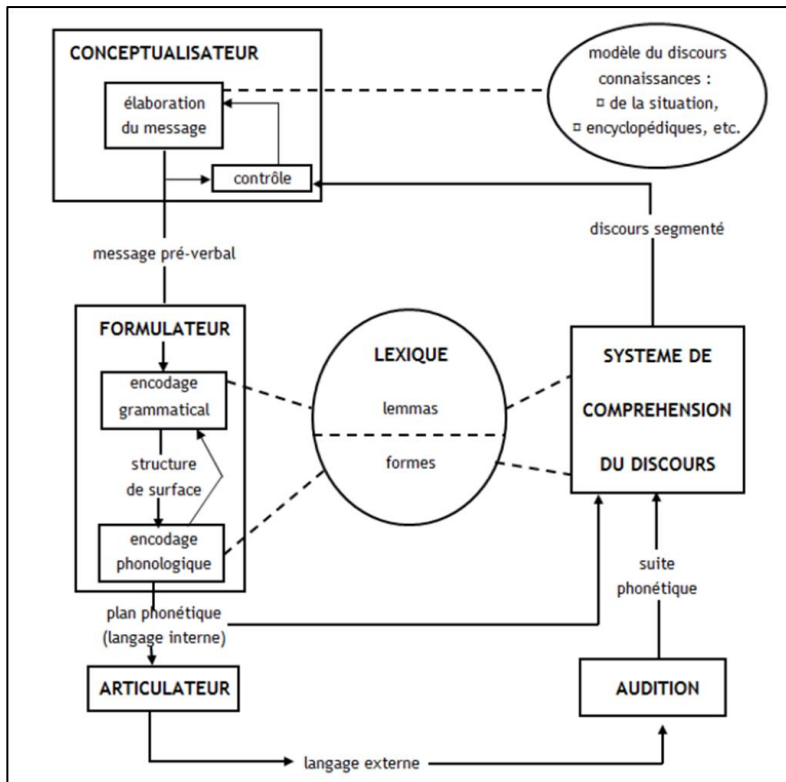 CONCEPTUALISATEUR
élaboration
du message
contrôle
modèle du discours
connaissances :
¤ de la situation,
¤ encyclopédiques, etc.
message pré-verbal
discours segmenté
FORMULATEUR
encodage
grammatical
structure
de surface
encodage
phonologique
LEXIQUE
lemmas
formes
SYSTEME DE
COMPREHENSION
DU DISCOURS
plan phonétique
(langage interne)
suite
phonétique
ARTICULATEUR
AUDITION
langage externe